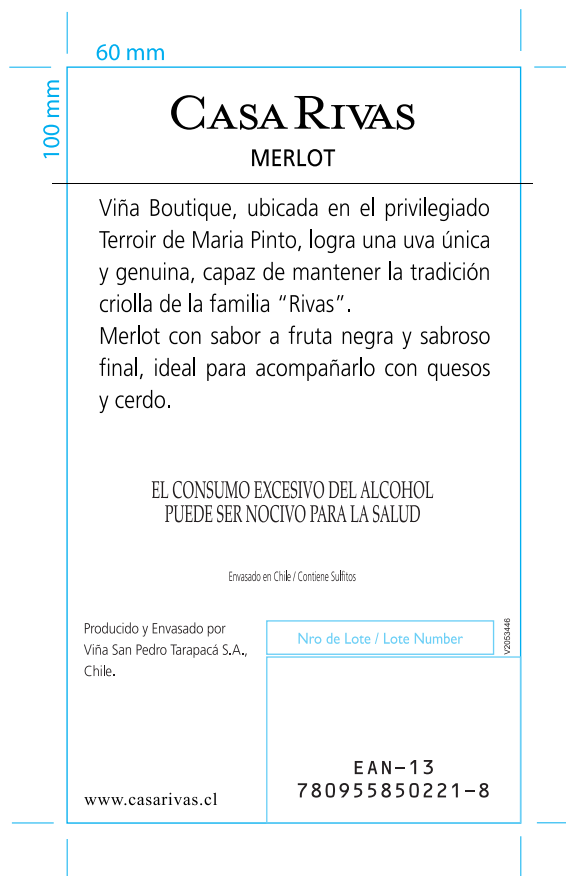 60 mm
100 mm
CASA RIVAS
MERLOT
Viña Boutique, ubicada en el privilegiado
Terroir de Maria Pinto, logra una uva única
y genuina, capaz de mantener la tradición
criolla de la familia “Rivas”.
Merlot con sabor a fruta negra y sabroso
final, ideal para acompañarlo con quesos
y cerdo.
EL CONSUMO EXCESIVO DEL ALCOHOL
PUEDE SER NOCIVO PARA LA SALUD
Envasado en Chile / Contiene Sulfitos
Producido y Envasado por
Viña San Pedro Tarapacá S.A.,
Chile.
Nro de Lote / Lote Number
V2053446
EAN-13
780955850221-8
www.casarivas.cl